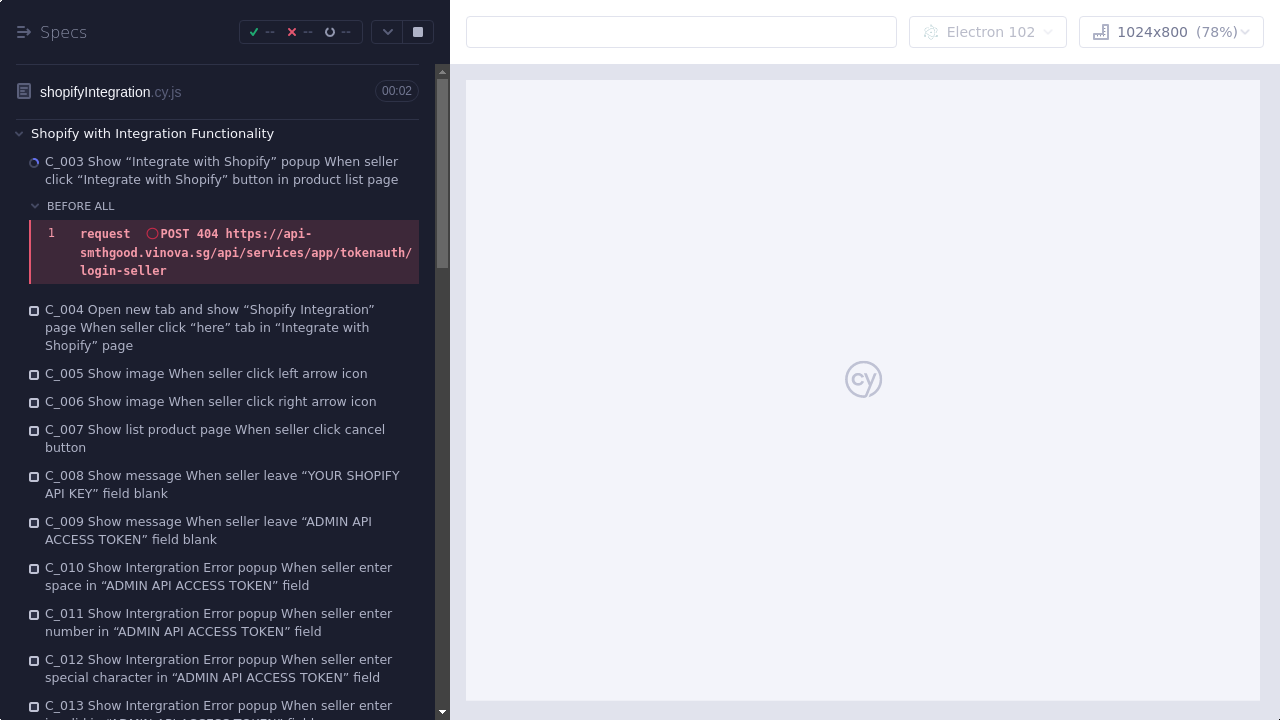 Specs
--
--
--
Electron 102
1024x800 (78%)
shopifyIntegration.cy.js
00:02
Shopify with Integration Functionality
C_003 Show “Integrate with Shopify” popup When seller
click “Integrate with Shopify” button in product list page
BEFORE ALL
1
request POST 404 https://api-
smthgood.vinova.sg/api/services/app/tokenauth/
login-seller
C_004 Open new tab and show “Shopify Integration”
page When seller click “here” tab in “Integrate with
Shopify” page
C_005 Show image When seller click left arrow icon
C_006 Show image When seller click right arrow icon
C_007 Show list product page When seller click cancel
button
C_008 Show message When seller leave “YOUR SHOPIFY
API KEY” field blank
C_009 Show message When seller leave “ADMIN API
ACCESS TOKEN” field blank
C_010 Show Intergration Error popup When seller enter
space in “ADMIN API ACCESS TOKEN” field
C_011 Show Intergration Error popup When seller enter
number in “ADMIN API ACCESS TOKEN” field
C_012 Show Intergration Error popup When seller enter
special character in “ADMIN API ACCESS TOKEN” field
C_013 Show Intergration Error popup When seller enter
cy